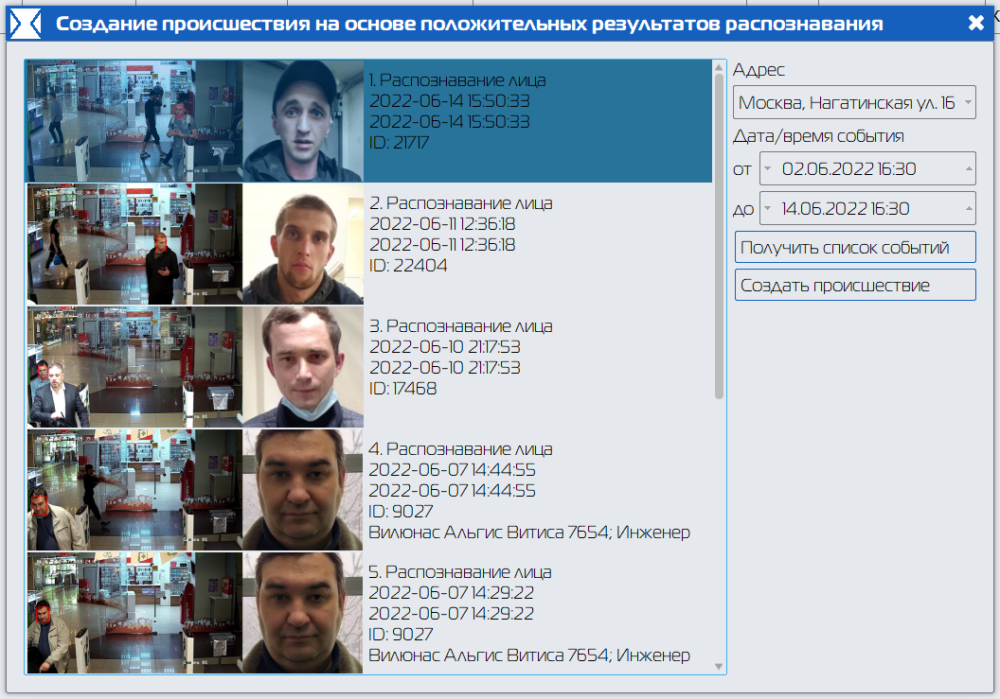 Создание происшествия на основе положительных результатов распознавания
1. Распознавание лица
2022-06-14 15:50:33
2022-06-14 15:50:33
ID: 21717
2. Распознавание лица
2022-06-11 12:36:18
2022-06-11 12:36:18
ID: 22404
3. Распознавание лица
2022-06-10 21:17:53
2022-06-10 21:17:53
ID: 17468
4. Распознавание лица
2022-06-07 14:44:55
2022-06-07 14:44:55
ID: 9027
Вилюнас Альгис Витиса 7654; Инженер
5. Распознавание лица
2022-06-07 14:29:22
2022-06-07 14:29:22
ID: 9027
Вилюнас Альгис Витиса 7654; Инженер
Адрес
Москва, Нагатинская ул. 16
Дата/время события
от 02.06.2022 16:30
до 14.06.2022 16:30
Получить список событий
Создать происшествие